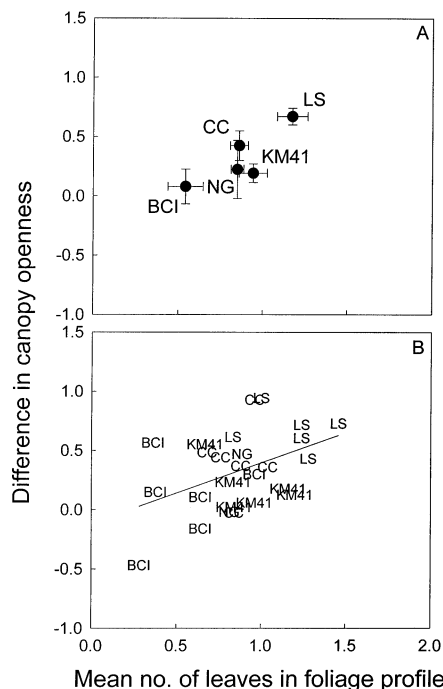 1.5
A
1.0
LS
CC
0.5
KM41
NG
0.0
BCI
-0.5
-1.0
Difference in canopy openness
1.5
B
1.0
CC LS
LS LS
BCI KM41 LS NG LS
0.5
CC CC CC CC LS
BCI KM41 BCI KM41
BCI KM41 KM41
0.0
KM41 NG CC
BCI
-0.5
BCI
-1.0
0.0 0.5 1.0 1.5 2.0
Mean no. of leaves in foliage profile